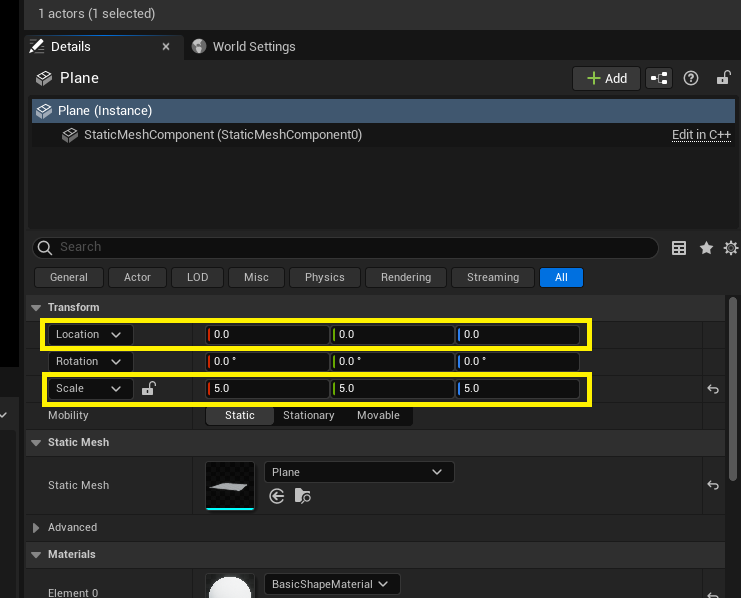 1 actors (1 selected)
Details World Settings
Plane Add
Plane (Instance)
StaticMeshComponent (StaticMeshComponent0) Edit in C++
Search
General Actor LOD Misc Physics Rendering Streaming All
Transform
Location 0.0 0.0 0.0
Rotation 0.0 ° 0.0 ° 0.0 °
Scale 5.0 5.0 5.0
Mobility Static Stationary Movable
Static Mesh
Static Mesh Plane
Advanced
Materials
Element 0 BasicShapeMaterial